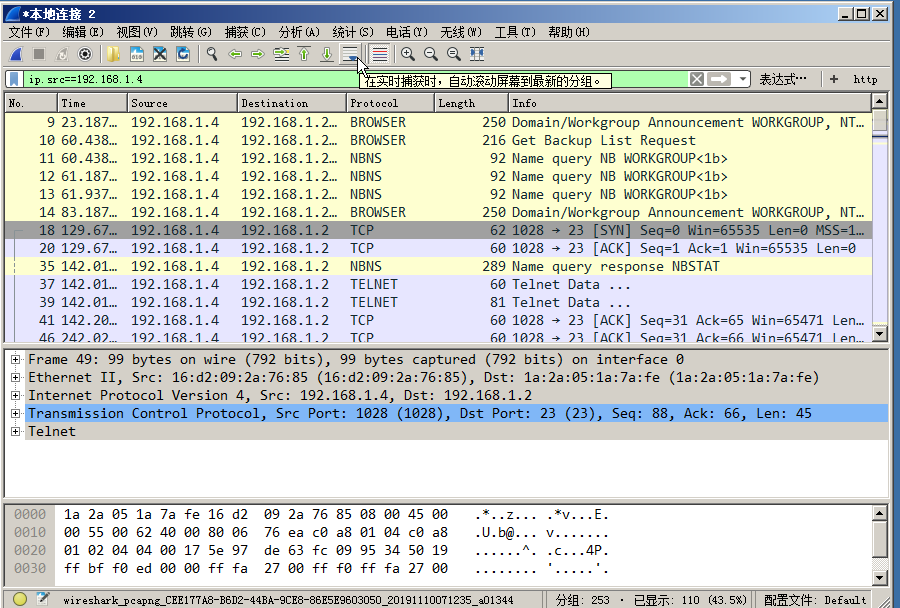 *本地连接 2
文件(F) 编辑(E) 视图(V) 跳转(G) 捕获(C) 分析(A) 统计(S) 电话(Y) 无线(W) 工具(T) 帮助(H)
ip.src==192.168.1.4 表达式… + http
在实时捕获时，自动滚动屏幕到最新的分组。
No. Time Source Destination Protocol Length Info
9 23.187… 192.168.1.4 192.168.1.2… BROWSER 250 Domain/Workgroup Announcement WORKGROUP, NT…
10 60.438… 192.168.1.4 192.168.1.2… BROWSER 216 Get Backup List Request
11 60.438… 192.168.1.4 192.168.1.2… NBNS 92 Name query NB WORKGROUP<1b>
12 61.187… 192.168.1.4 192.168.1.2… NBNS 92 Name query NB WORKGROUP<1b>
13 61.937… 192.168.1.4 192.168.1.2… NBNS 92 Name query NB WORKGROUP<1b>
14 83.187… 192.168.1.4 192.168.1.2… BROWSER 250 Domain/Workgroup Announcement WORKGROUP, NT…
18 129.67… 192.168.1.4 192.168.1.2 TCP 62 1028 → 23 [SYN] Seq=0 Win=65535 Len=0 MSS=1…
20 129.67… 192.168.1.4 192.168.1.2 TCP 60 1028 → 23 [ACK] Seq=1 Ack=1 Win=65535 Len=0
35 142.01… 192.168.1.4 192.168.1.2 NBNS 289 Name query response NBSTAT
37 142.01… 192.168.1.4 192.168.1.2 TELNET 60 Telnet Data ...
39 142.01… 192.168.1.4 192.168.1.2 TELNET 81 Telnet Data ...
41 142.20… 192.168.1.4 192.168.1.2 TCP 60 1028 → 23 [ACK] Seq=31 Ack=65 Win=65471 Len…
46 242.02… 192.168.1.4 192.168.1.2 TCP 60 1028 → 23 [ACK] Seq=31 Ack=66 Win=65471 Len…
Frame 49: 99 bytes on wire (792 bits), 99 bytes captured (792 bits) on interface 0
Ethernet II, Src: 16:d2:09:2a:76:85 (16:d2:09:2a:76:85), Dst: 1a:2a:05:1a:7a:fe (1a:2a:05:1a:7a:fe)
Internet Protocol Version 4, Src: 192.168.1.4, Dst: 192.168.1.2
Transmission Control Protocol, Src Port: 1028 (1028), Dst Port: 23 (23), Seq: 88, Ack: 66, Len: 45
Telnet
0000 1a 2a 05 1a 7a fe 16 d2 09 2a 76 85 08 00 45 00 .*..z... .*v...E.
0010 00 55 00 62 40 00 80 06 76 ea c0 a8 01 04 c0 a8 .U.b@... v.......
0020 01 02 04 04 00 17 5e 97 de 63 fc 09 95 34 50 19 ......^. .c...4P.
0030 ff bf f0 ed 00 00 ff fa 27 00 ff f0 ff fa 27 00 ........ '.....'.
wireshark_pcapng_CEE177A8-B6D2-44BA-9CE8-86E5E9603050_20191110071235_a01344 分组: 253 · 已显示: 110 (43.5%) 配置文件: Default